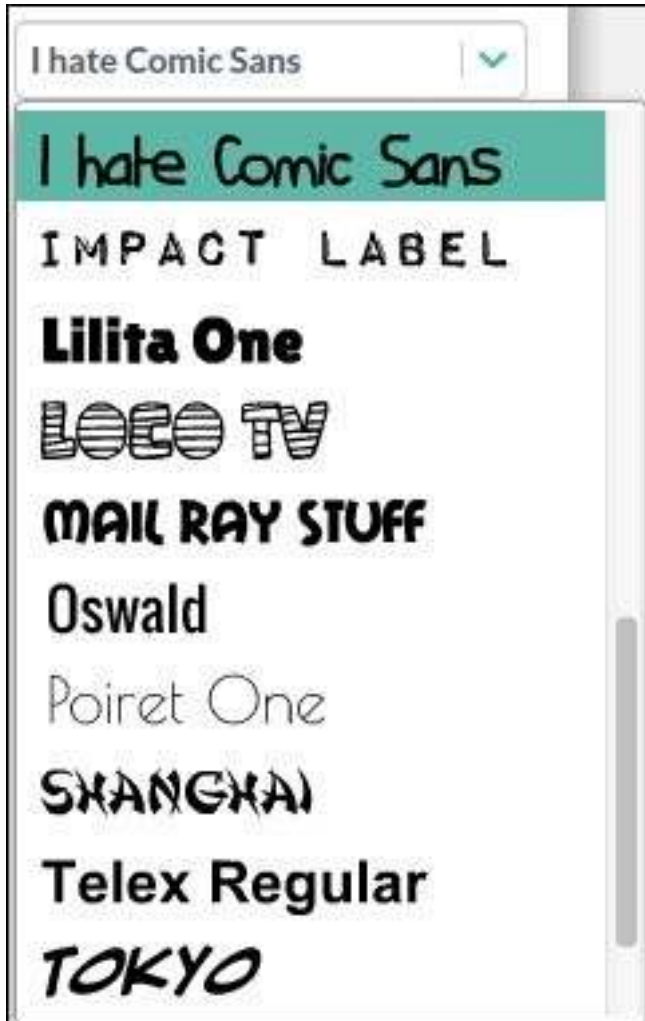 I hate Comic Sans
I hate Comic Sans
IMPACT LABEL
Lilita One
LOCO TV
MAIL RAY STUFF
Oswald
Poiret One
SHANGHAI
Telex Regular
TOKYO